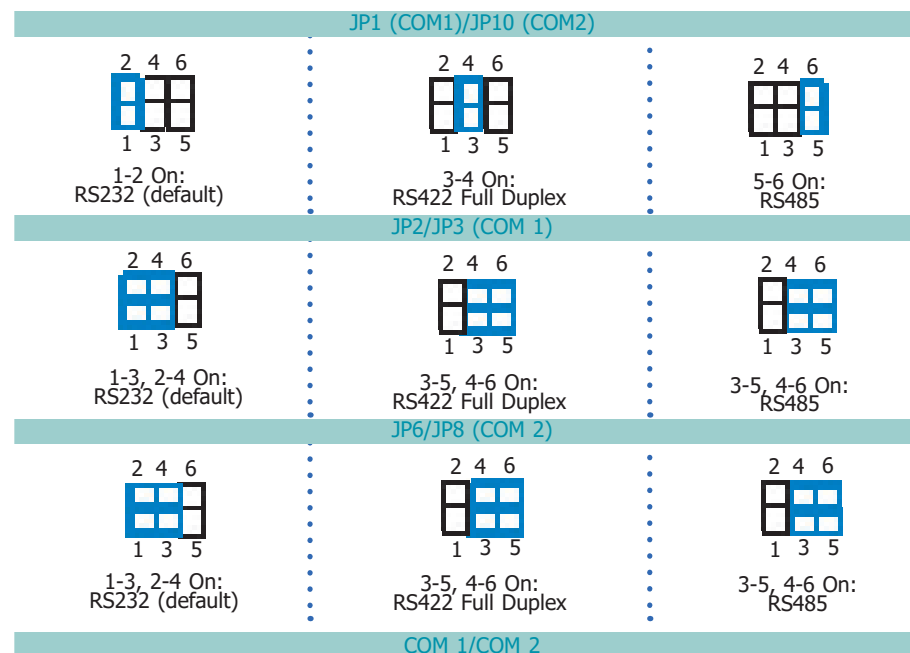 JP1 (COM1)/JP10 (COM2)
2 4 6
1 3 5
1-2 On:
RS232 (default)
2 4 6
1 3 5
3-4 On:
RS422 Full Duplex
2 4 6
1 3 5
5-6 On:
RS485
JP2/JP3 (COM 1)
2 4 6
1 3 5
1-3, 2-4 On:
RS232 (default)
2 4 6
1 3 5
3-5, 4-6 On:
RS422 Full Duplex
2 4 6
1 3 5
3-5, 4-6 On:
RS485
JP6/JP8 (COM 2)
2 4 6
1 3 5
1-3, 2-4 On:
RS232 (default)
2 4 6
1 3 5
3-5, 4-6 On:
RS422 Full Duplex
2 4 6
1 3 5
3-5, 4-6 On:
RS485
COM 1/COM 2